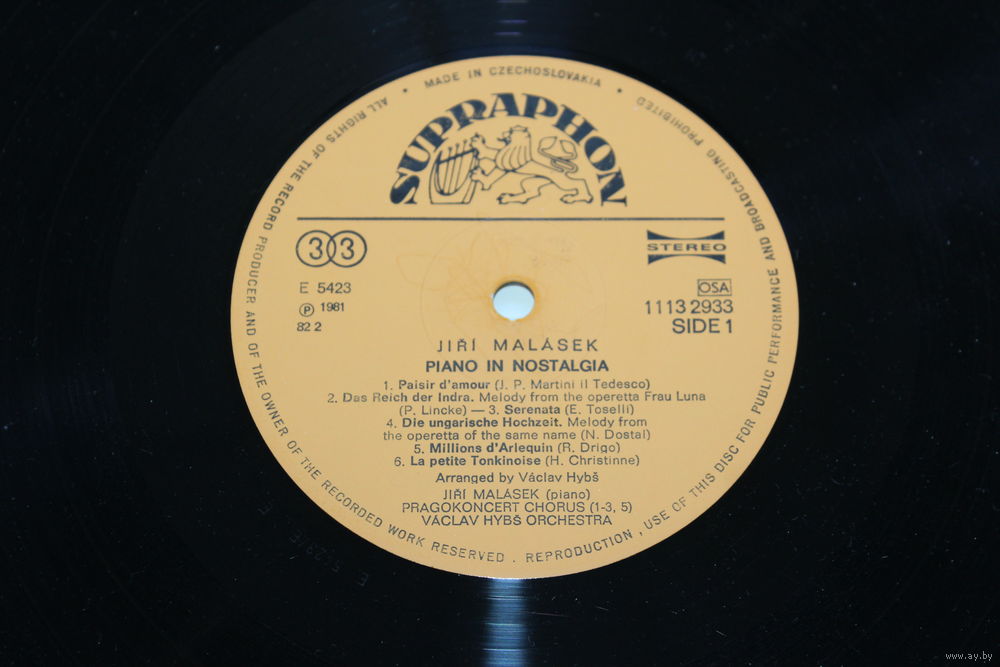 MADE IN CZECHOSLOVAKIA
SUPRAPHON
33
STEREO
E 5423
OSA
Ⓟ 1981
1113 2933
82 2
SIDE 1
JIŘÍ MALÁSEK
PIANO IN NOSTALGIA
1. Paisir d'amour (J. P. Martini il Tedesco)
2. Das Reich der Indra. Melody from the operetta Frau Luna
(P. Lincke) — 3. Serenata (E. Toselli)
4. Die ungarische Hochzeit. Melody from
the operetta of the same name (N. Dostal)
5. Millions d'Arlequin (R. Drigo)
6. La petite Tonkinoise (H. Christinne)
Arranged by Václav Hybš
JIŘÍ MALÁSEK (piano)
PRAGOKONCERT CHORUS (1-3, 5)
VÁCLAV HYBŠ ORCHESTRA
ALL RIGHTS OF THE RECORD PRODUCER AND OF THE OWNER OF THE RECORDED WORK RESERVED . REPRODUCTION , USE OF THIS DISC FOR PUBLIC PERFORMANCE AND BROADCASTING PROHIBITED
www.ay.by